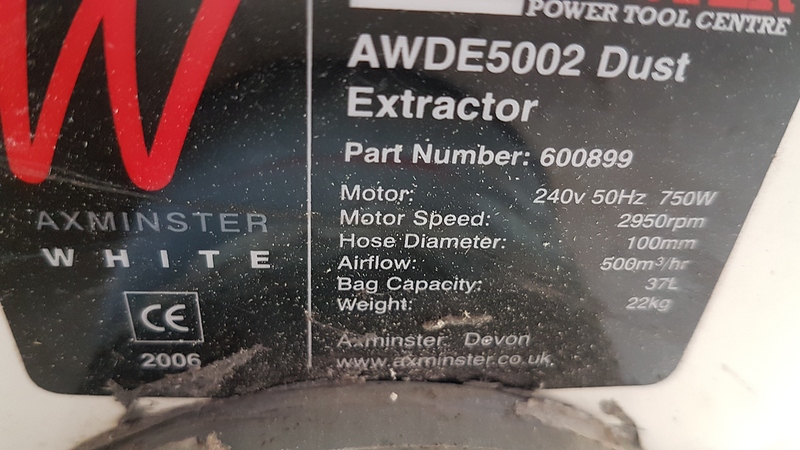 POWER TOOL CENTRE
AWDE5002 Dust
Extractor
Part Number: 600899
Motor: 240v 50Hz 750W
Motor Speed: 2950rpm
Hose Diameter: 100mm
Airflow: 500m³/hr
Bag Capacity: 37L
Weight: 22kg
Axminster Devon
www.axminster.co.uk
W
AXMINSTER
WHITE
CE
2006